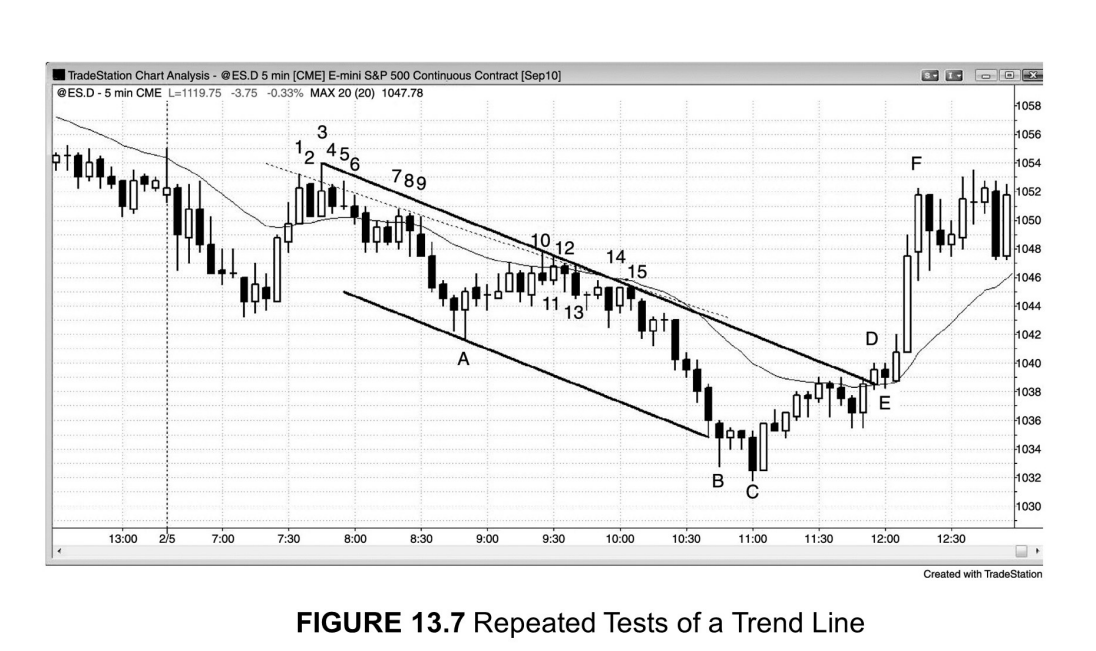 TradeStation Chart Analysis - @ES.D 5 min [CME] E-mini S&P 500 Continuous Contract [Sep10]
@ES.D - 5 min CME L=1119.75 -3.75 -0.33% MAX 20 (20) 1047.78
1058
1056
1054
1052
1050
1048
1046
1044
1042
1040
1038
1036
1034
1032
1030
1
2
3
4
5
6
7
8
9
10
11
12
13
14
15
A
B
C
D
E
F
13:00 2/5 7:00 7:30 8:00 8:30 9:00 9:30 10:00 10:30 11:00 11:30 12:00 12:30
Created with TradeStation
FIGURE 13.7 Repeated Tests of a Trend Line